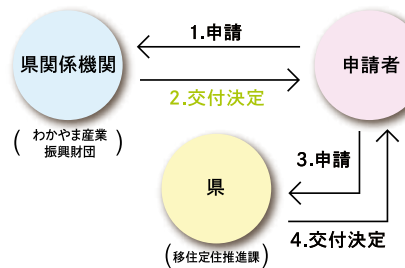 1.申請
県関係機関
申請者
2.交付決定
(わかやま産業
振興財団)
3.申請
県
4.交付決定
(移住定住推進課)